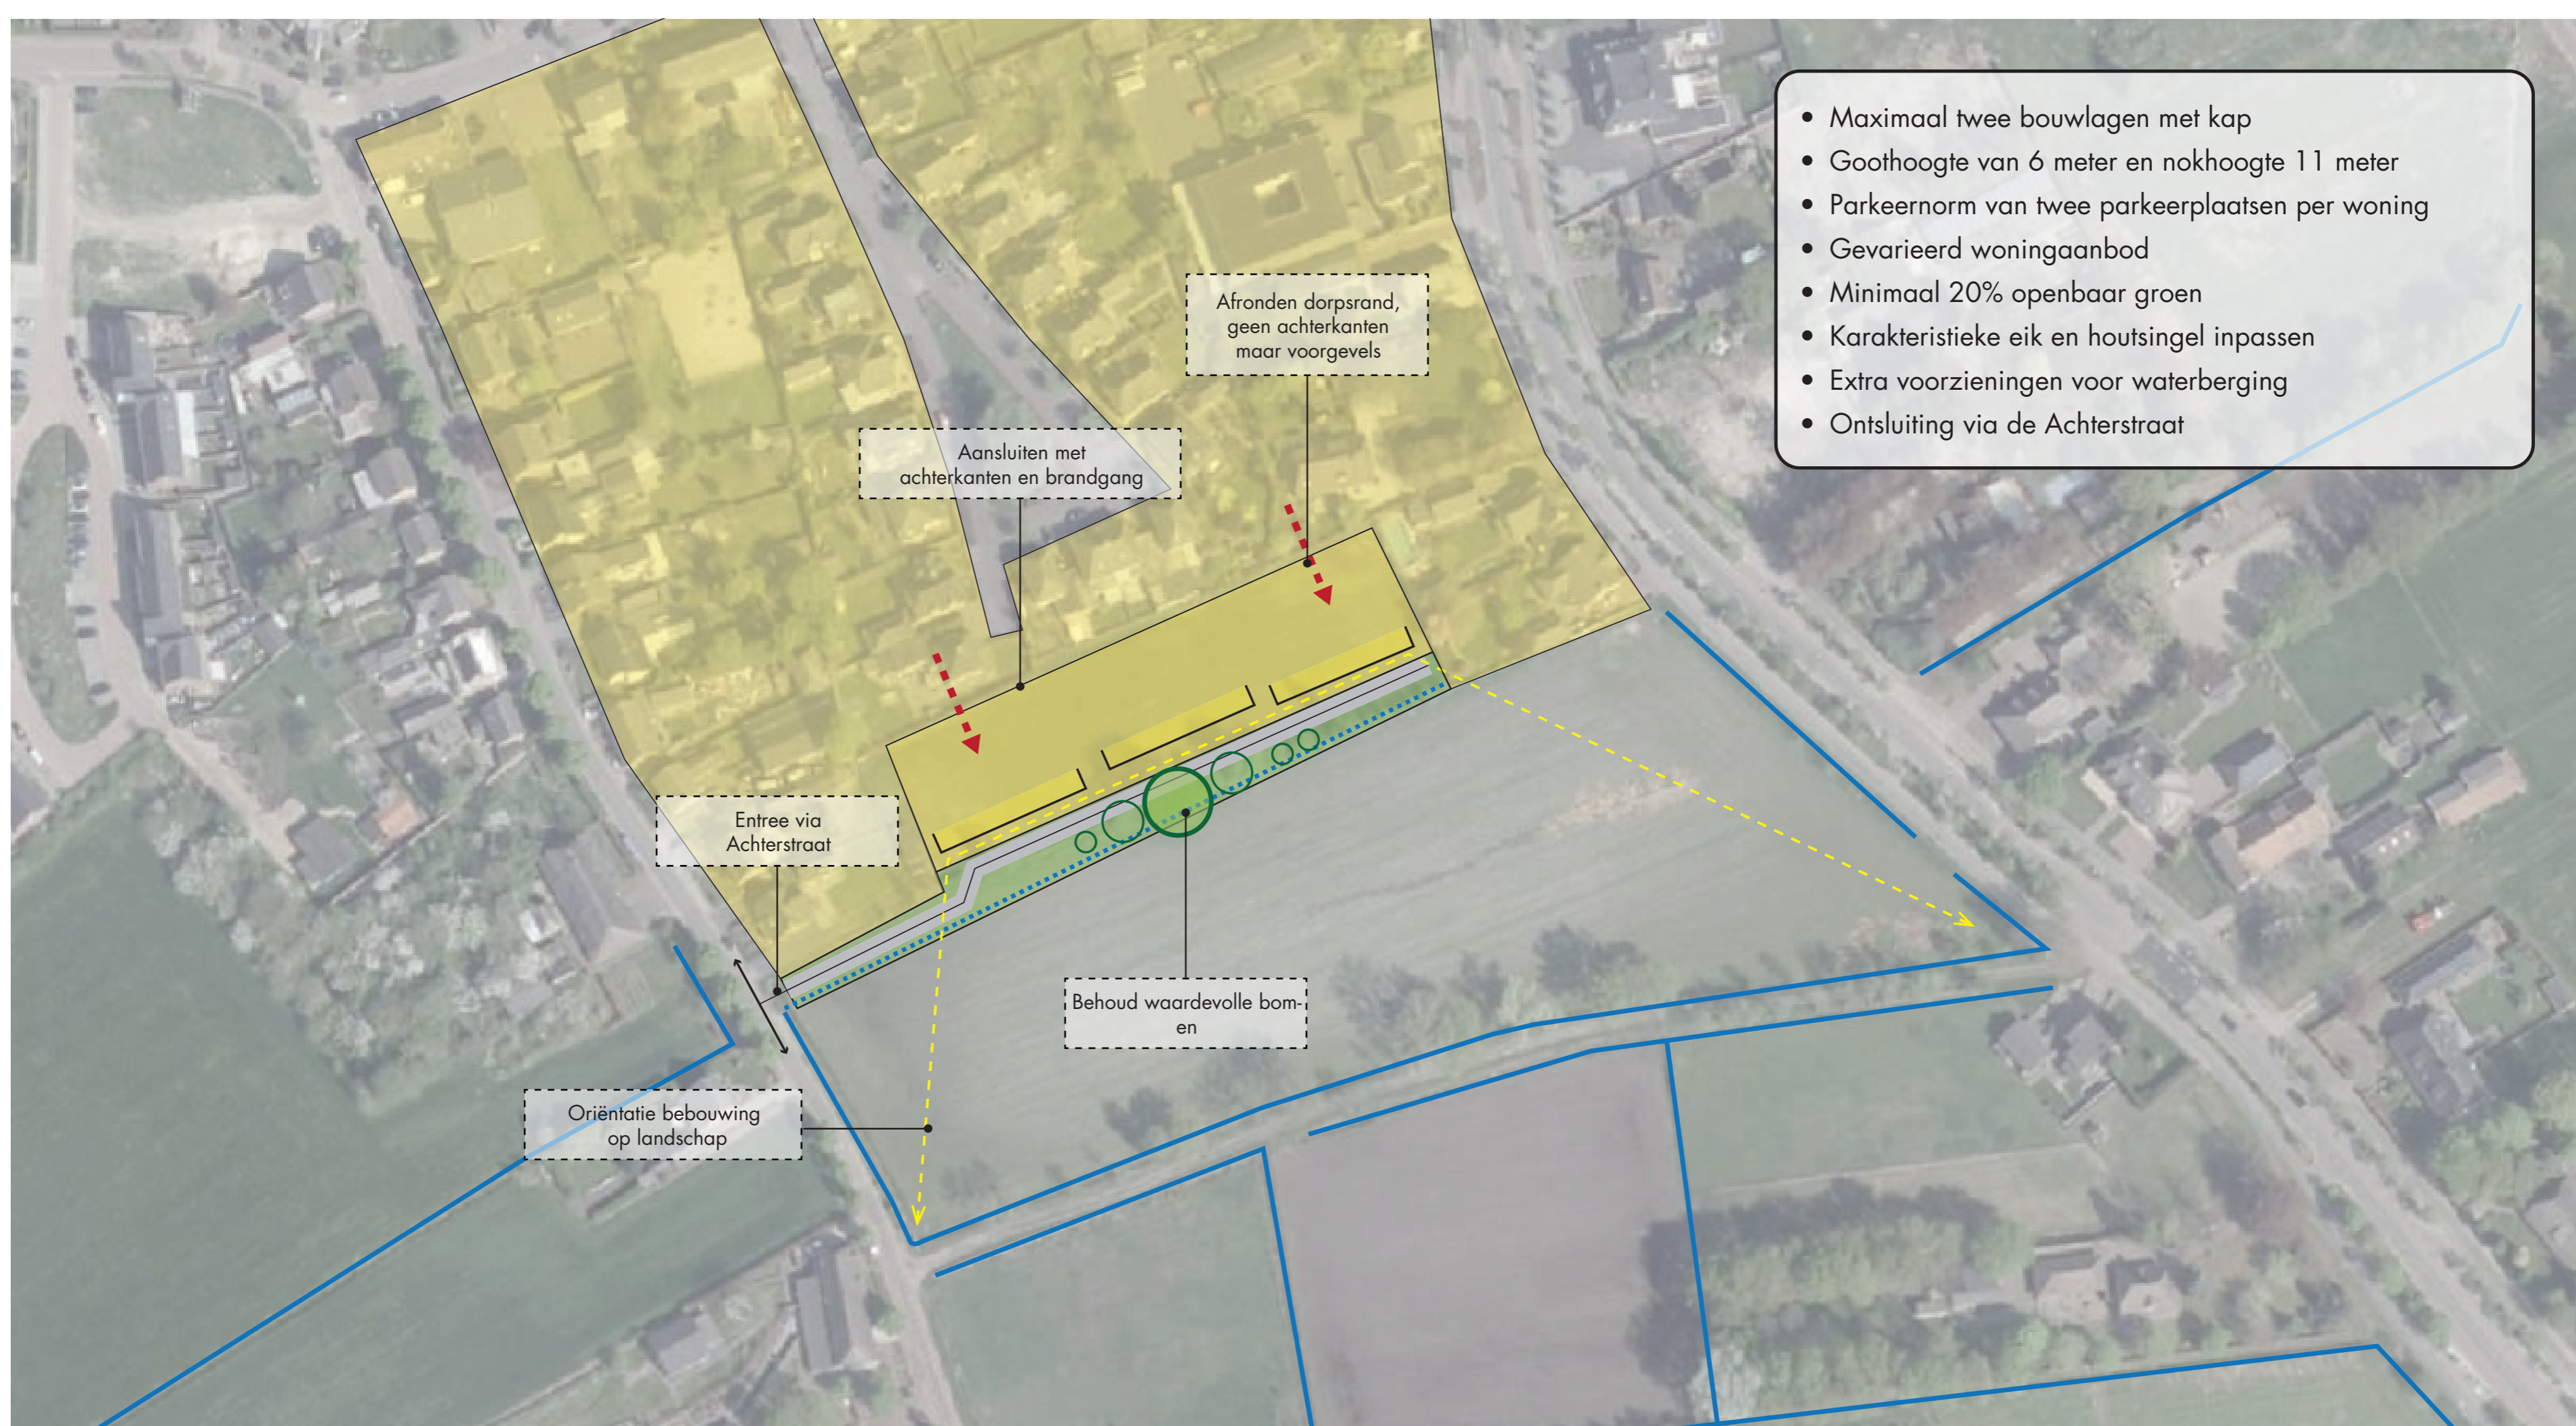 • Maximaal twee bouwlagen met kap
• Goothoogte van 6 meter en nokhoogte 11 meter
• Parkeernorm van twee parkeerplaatsen per woning
• Gevarieerd woningaanbod
• Minimaal 20% openbaar groen
• Karakteristieke eik en houtsingel inpassen
• Extra voorzieningen voor waterberging
• Ontsluiting via de Achterstraat
Afronden dorpsrand,
geen achterkanten
maar voorgevels
Aansluiten met
achterkanten en brandgang
Entree via
Achterstraat
Behoud waardevolle bom-
en
Oriëntatie bebouwing
op landschap